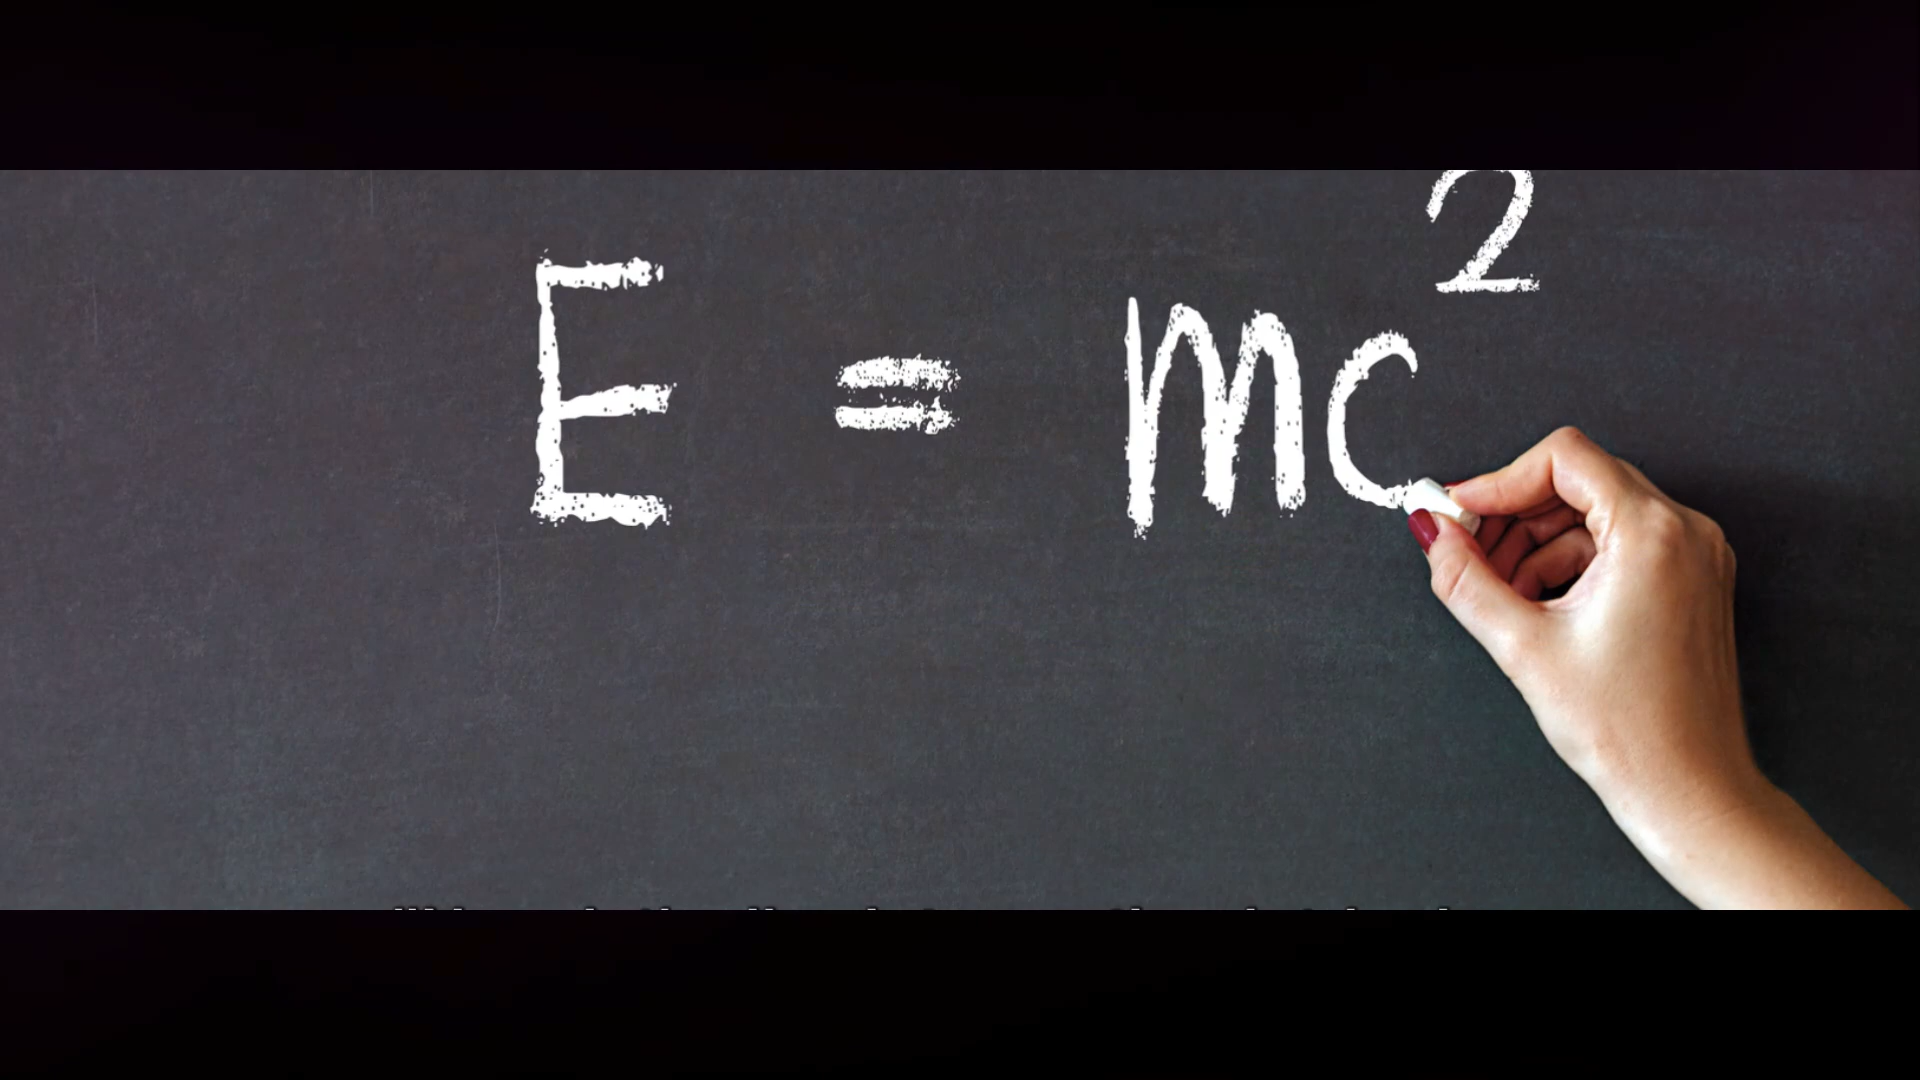 E = mc²